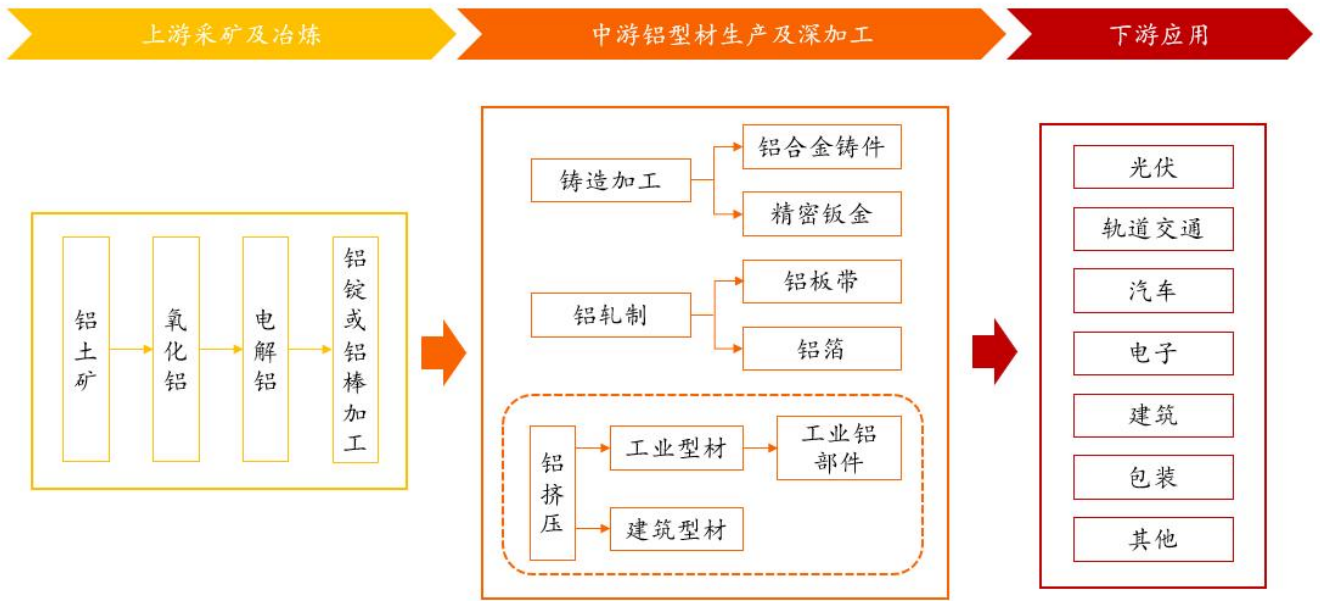 上游采矿及冶炼
中游铝型材生产及深加工
下游应用
铝土矿
氧化铝
电解铝
铝锭或铝棒加工
铸造加工
铝合金铸件
精密钣金
铝轧制
铝板带
铝箔
铝挤压
工业型材
工业铝
部件
建筑型材
光伏
轨道交通
汽车
电子
建筑
包装
其他